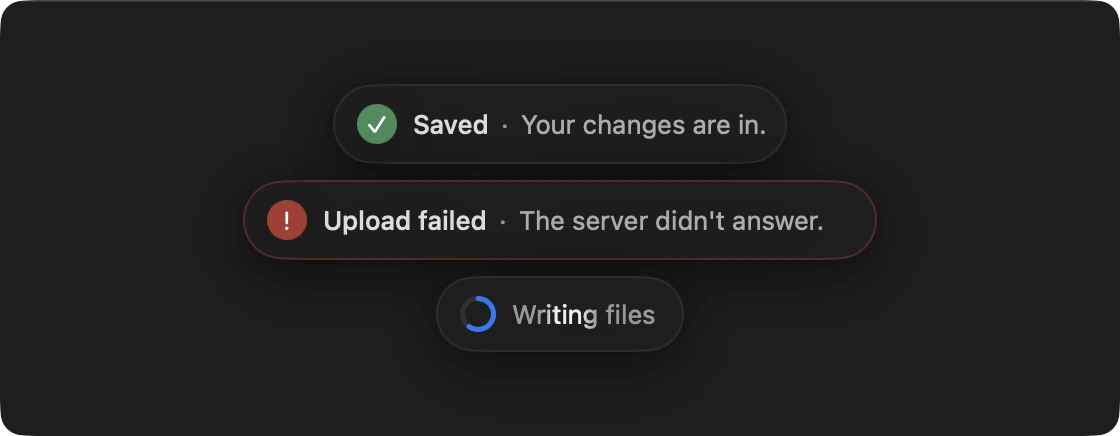 Saved · Your changes are in.
! Upload failed · The server didn't answer.
Writing files